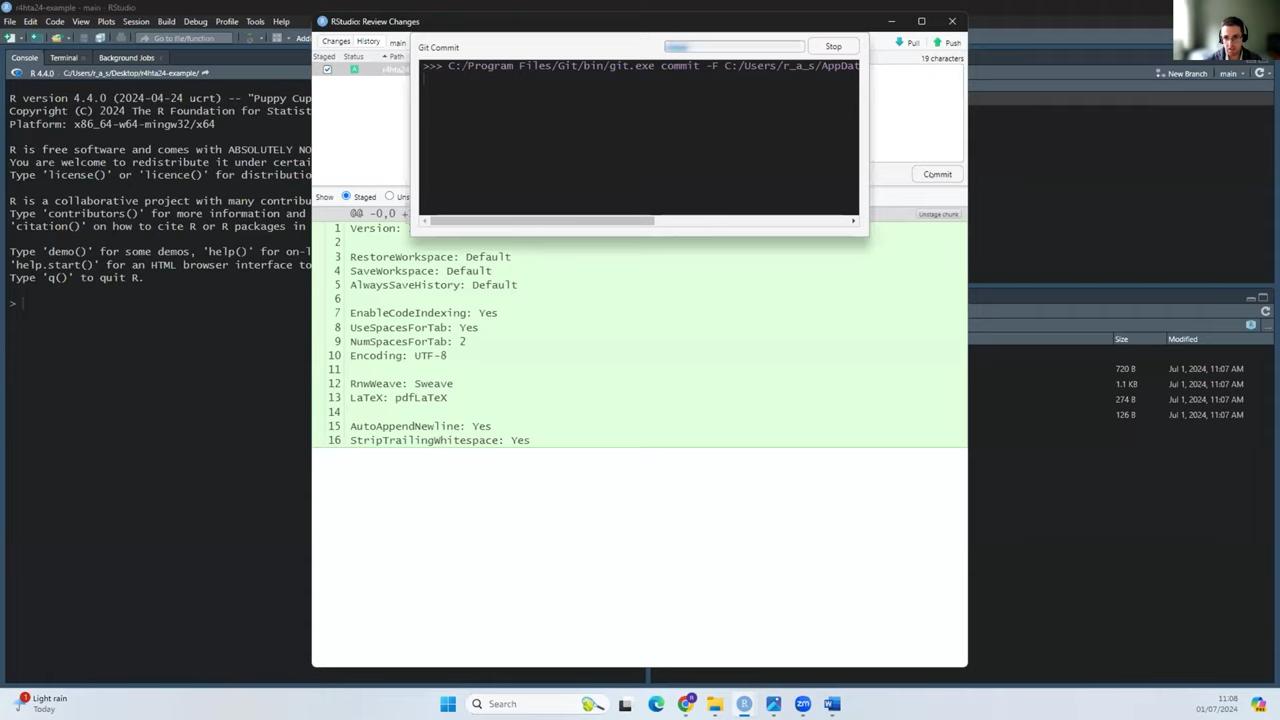 r4hta24-example - main - RStudio
RStudio: Review Changes
File Edit Code View Plots Session Build Debug Profile Tools Help
Go to file/function
Addins
Changes History main
Git Commit
Stop
Pull Push
Staged Status Path
19 characters
r4hta
>>> C:/Program Files/Git/bin/git.exe commit -F C:/Users/r_a_s/AppDat
New Branch main
Console Terminal Background Jobs
R 4.4.0 · C:/Users/r_a_s/r4hta24-example/
R version 4.4.0 (2024-04-24 ucrt) -- "Puppy Cup
Copyright (C) 2024 The R Foundation for Statist
Platform: x86_64-w64-mingw32/x64
R is free software and comes with ABSOLUTELY NO
You are welcome to redistribute it under certai
Type 'license()' or 'licence()' for distributio
R is a collaborative project with many contribu
Type 'contributors()' for more information and
'citation()' on how to cite R or R packages in
Type 'demo()' for some demos, 'help()' for on-l
'help.start()' for an HTML browser interface to
Type 'q()' to quit R.
>
Commit
Show Staged Uns
@@ -0,0 +
Unstage chunk
1 Version:
2
3 RestoreWorkspace: Default
4 SaveWorkspace: Default
5 AlwaysSaveHistory: Default
6
7 EnableCodeIndexing: Yes
8 UseSpacesForTab: Yes
9 NumSpacesForTab: 2
10 Encoding: UTF-8
11
12 RnwWeave: Sweave
13 LaTeX: pdfLaTeX
14
15 AutoAppendNewline: Yes
16 StripTrailingWhitespace: Yes
Size Modified
720 B Jul 1, 2024, 11:07 AM
1.1 KB Jul 1, 2024, 11:07 AM
274 B Jul 1, 2024, 11:07 AM
126 B Jul 1, 2024, 11:07 AM
1
Light rain
Today
Search
zm
11:08
01/07/2024